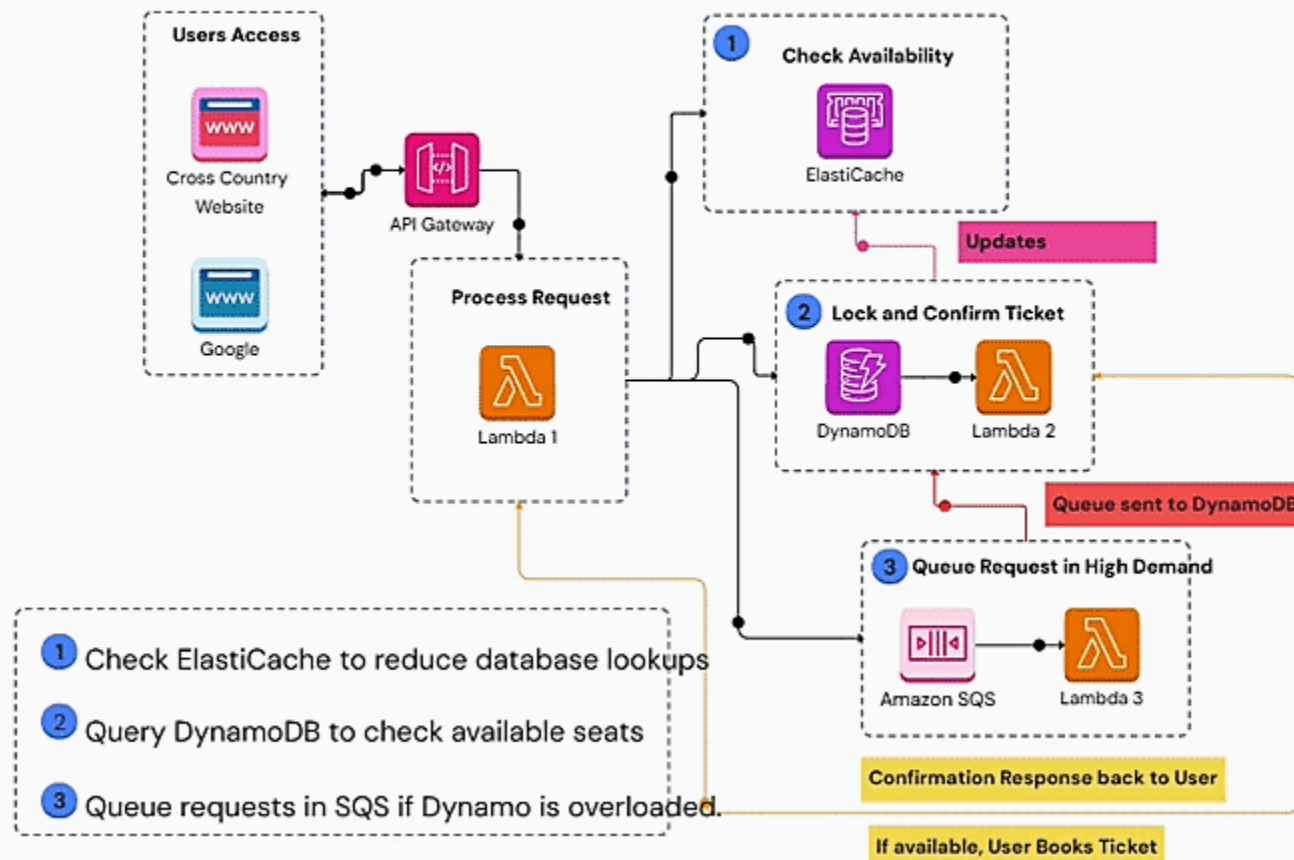 Users Access
WWW
Cross Country
Website
WWW
Google
</>
API Gateway
Process Request
Lambda 1
1
Check Availability
ElastiCache
Updates
2
Lock and Confirm Ticket
DynamoDB
Lambda 2
Queue sent to DynamoDB
3
Queue Request in High Demand
Amazon SQS
Lambda 3
Confirmation Response back to User
If available, User Books Ticket
1 Check ElastiCache to reduce database lookups
2 Query DynamoDB to check available seats
3 Queue requests in SQS if Dynamo is overloaded.